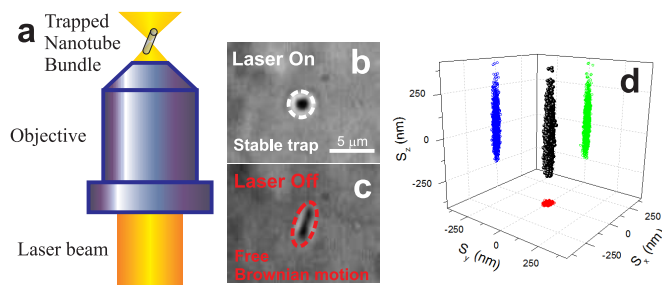 a
Trapped
Nanotube
Bundle
Objective
Laser beam
Laser On
b
Stable trap
5 μm
Laser Off
c
Free
Brownian motion
d
S_z (nm)
250
0
-250
-250
0
250
S_y (nm)
-250
0
250
S_x (nm)